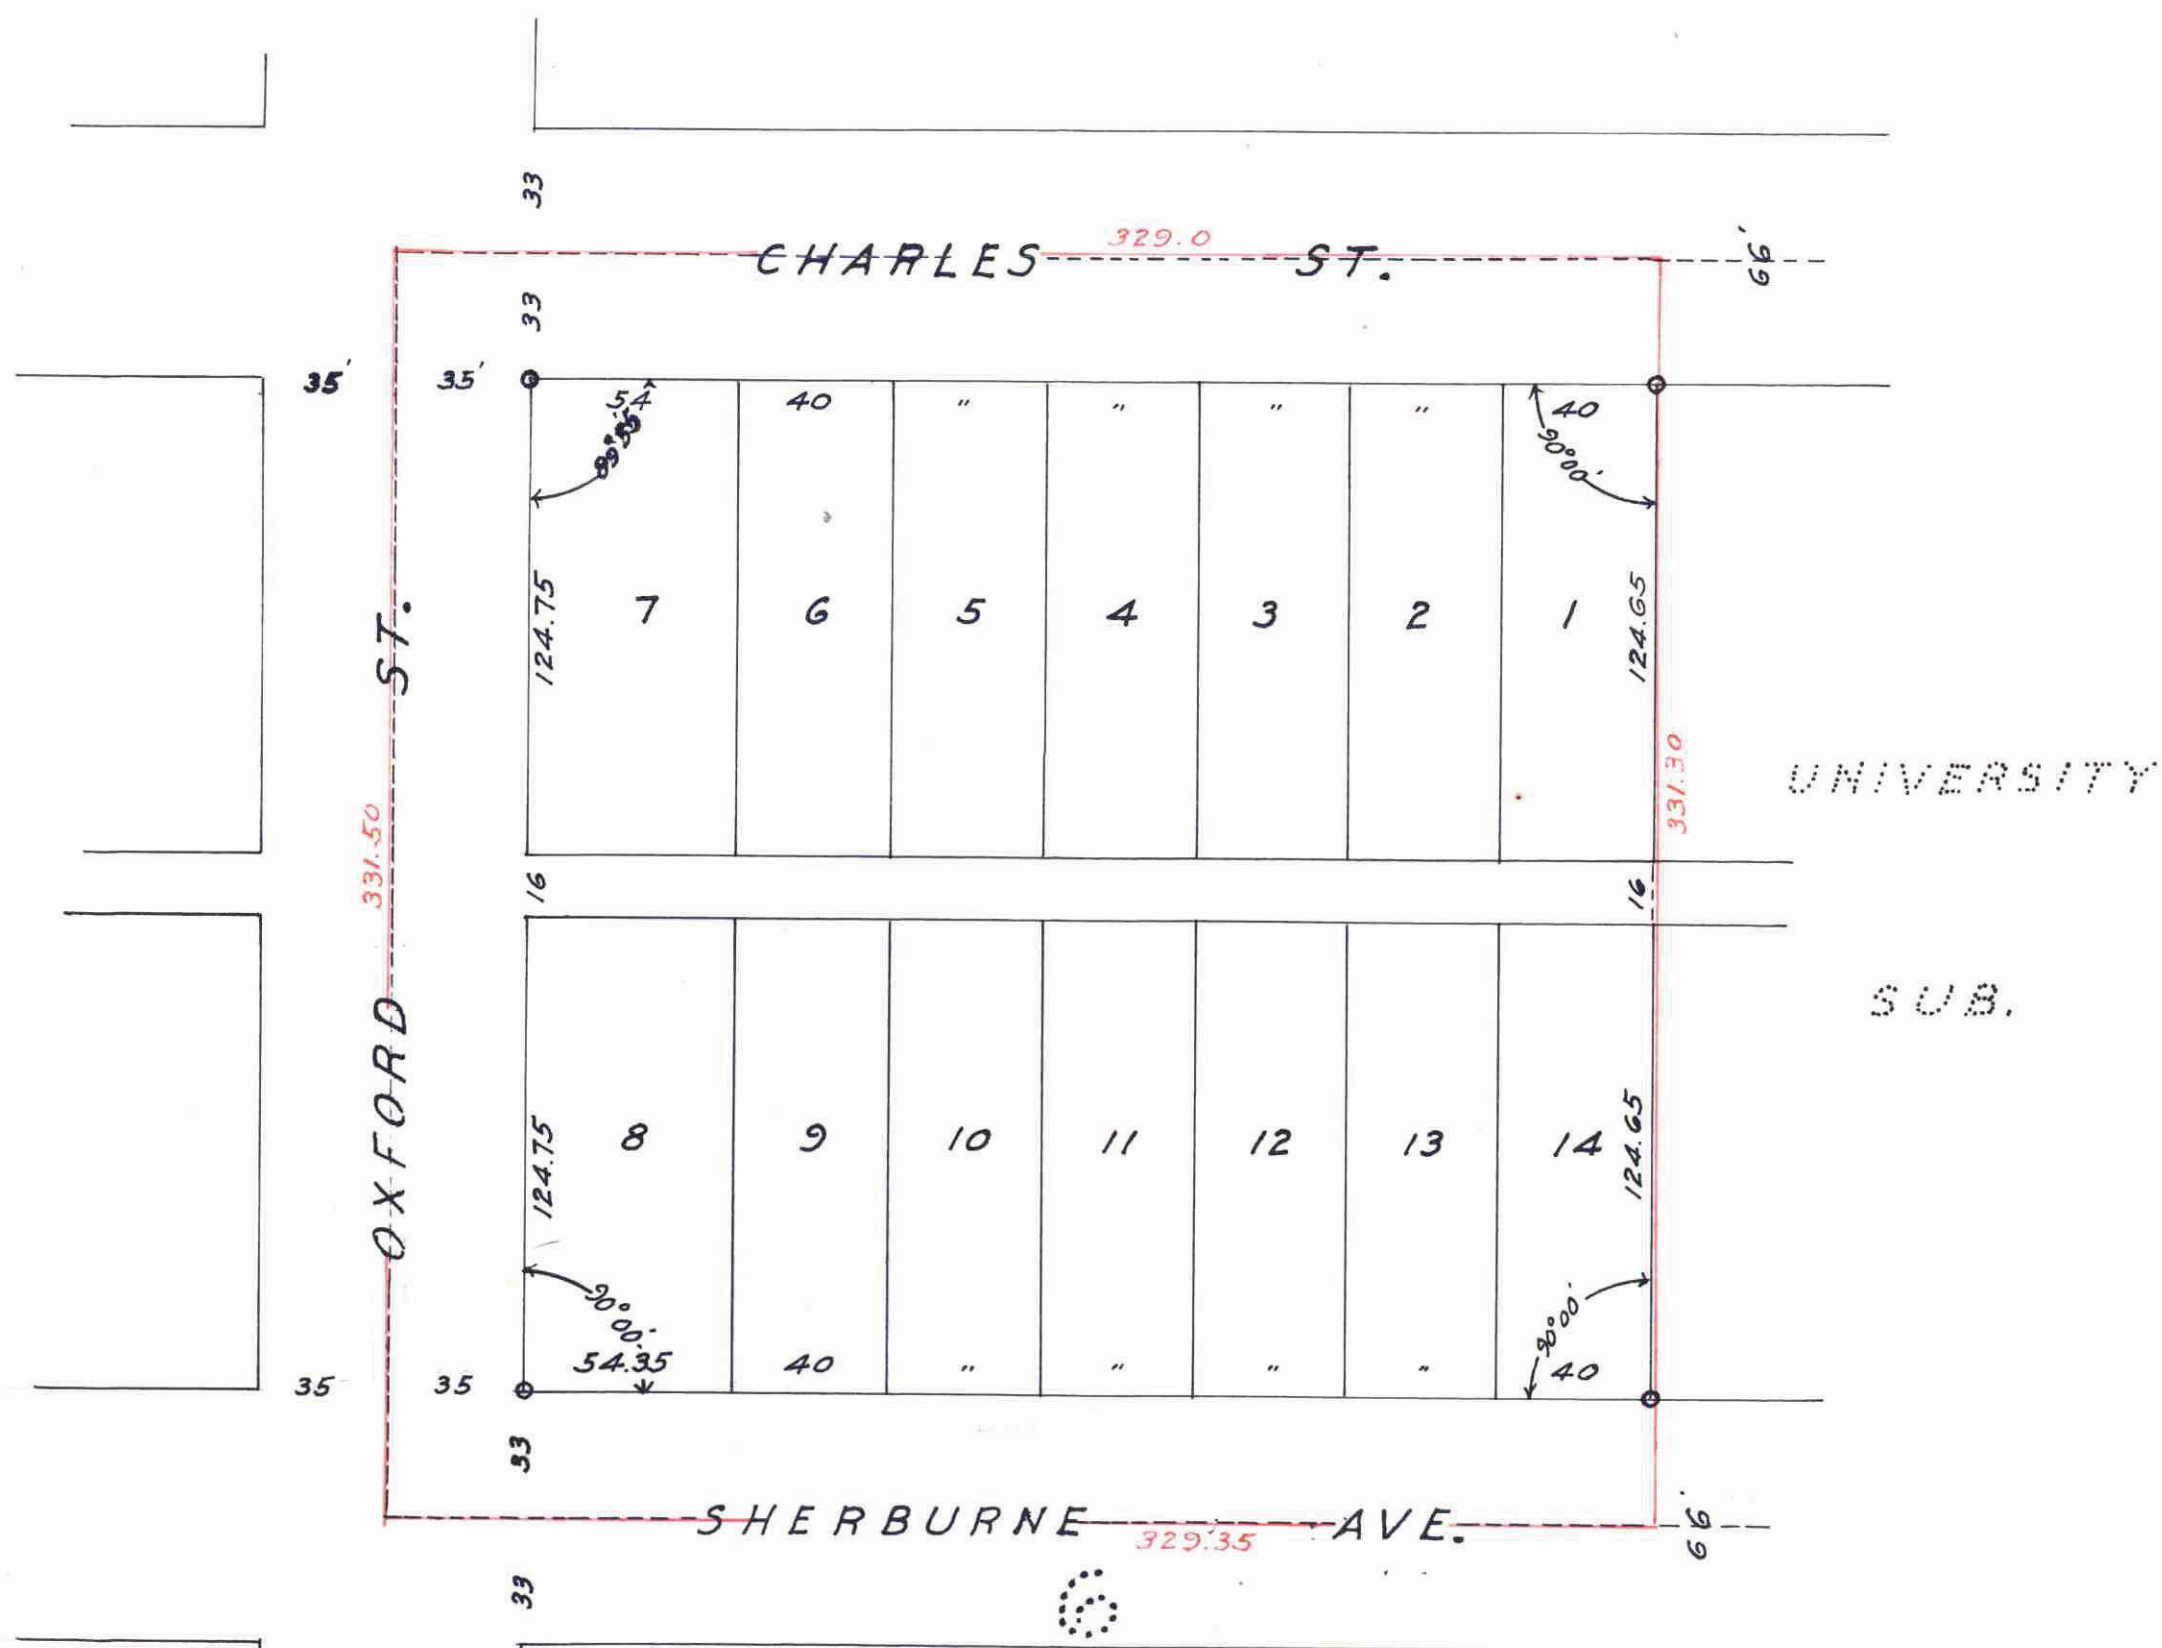 33
CHARLES 329.0 ST. 66'
33
35' 35'
54 40 " " " " 40
89°55' 90°00'
124.75 7 6 5 4 3 2 1 124.65
OXFORD ST.
331.50
331.30
UNIVERSITY
16 16
SUB.
124.75 8 9 10 11 12 13 14 124.65
90°00' 90°00'
35 35 54.35 40 " " " " 40
33
SHERBURNE 329.35 AVE. 66'
33
6